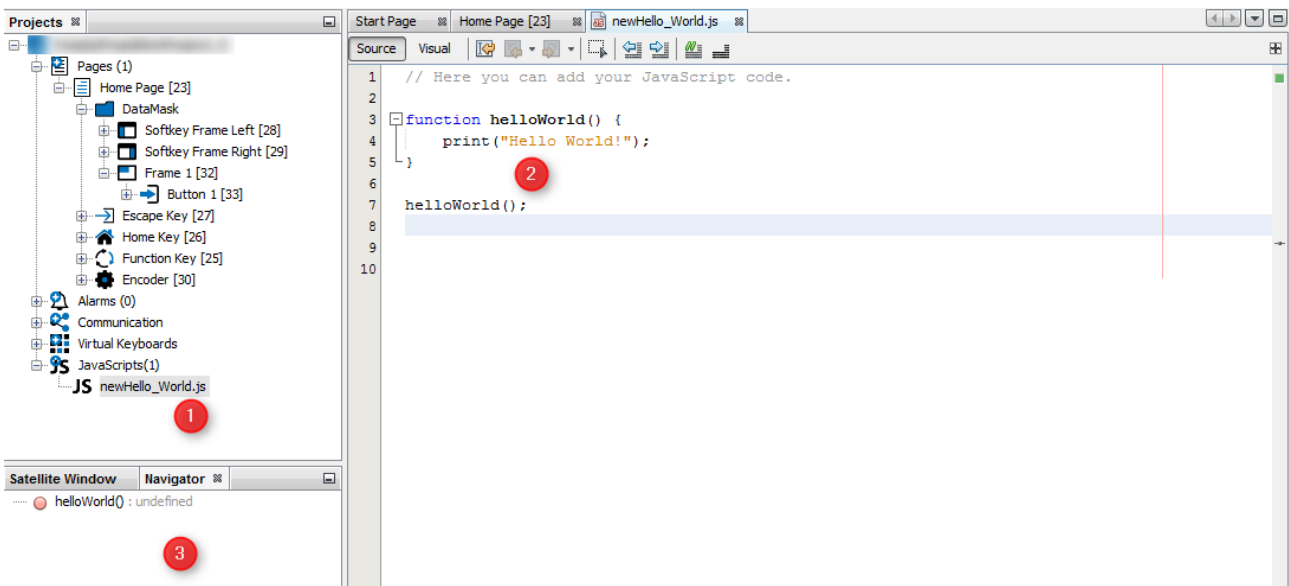 Projects
Pages (1)
Home Page [23]
DataMask
Softkey Frame Left [28]
Softkey Frame Right [29]
Frame 1 [32]
Button 1 [33]
Escape Key [27]
Home Key [26]
Function Key [25]
Encoder [30]
Alarms (0)
Communication
Virtual Keyboards
JavaScripts(1)
JS newHello_World.js
1
Satellite Window Navigator
helloWorld() : undefined
3
Start Page Home Page [23] newHello_World.js
Source Visual
1 // Here you can add your JavaScript code.
2
3 function helloWorld() {
4 print("Hello World!");
5 }
2
6
7 helloWorld();
8
9
10